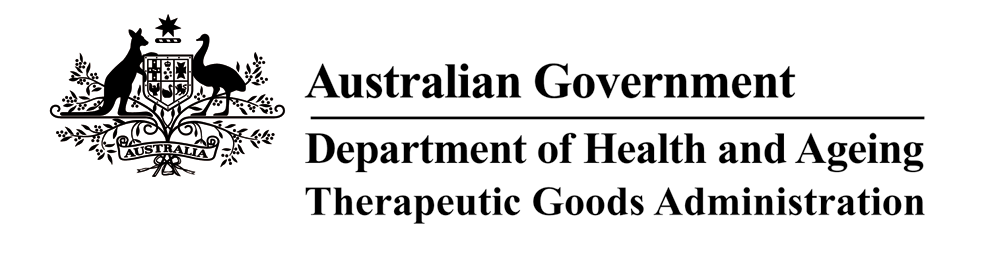 AUSTRALIA
Australian Government
Department of Health and Ageing
Therapeutic Goods Administration